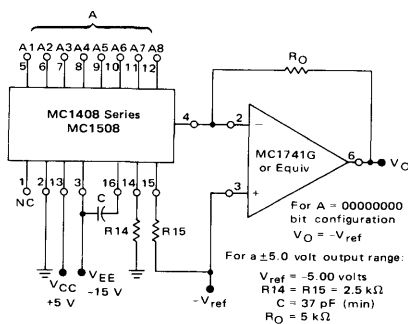 A
A1 A2 A3 A4 A5 A6 A7 A8
5 6 7 8 9 10 11 12
MC1408 Series
MC1508
4
2
RO
−
MC1741G
or Equiv
6
VO
3
+
1 2 13 3 16 14 15
NC
C
R14
R15
VCC
+5 V
VEE
-15 V
−Vref
For A = 00000000
bit configuration
VO = −Vref
For a ±5.0 volt output range:
Vref = −5.00 volts
R14 = R15 = 2.5 kΩ
C = 37 pF (min)
RO = 5 kΩ